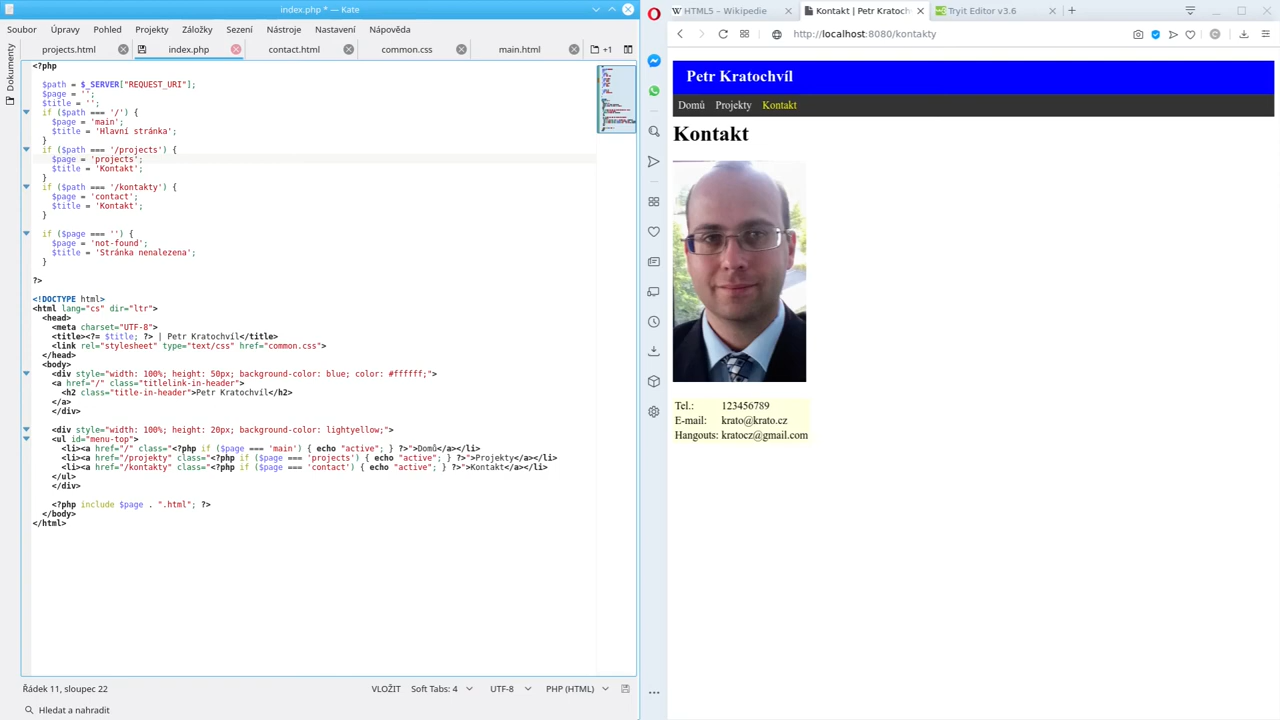 index.php * — Kate
Soubor Úpravy Pohled Projekty Záložky Sezení Nástroje Nastavení Nápověda
projects.html index.php contact.html common.css main.html +1
Dokumenty
<?php
$path = $_SERVER["REQUEST_URI"];
$page = '';
$title = '';
if ($path === '/') {
$page = 'main';
$title = 'Hlavní stránka';
}
if ($path === '/projects') {
$page = 'projects';
$title = 'Kontakt';
}
if ($path === '/kontakty') {
$page = 'contact';
$title = 'Kontakt';
}
if ($page === '') {
$page = 'not-found';
$title = 'Stránka nenalezena';
}
?>
<!DOCTYPE html>
<html lang="cs" dir="ltr">
<head>
<meta charset="UTF-8">
<title><?= $title; ?> | Petr Kratochvíl</title>
<link rel="stylesheet" type="text/css" href="common.css">
</head>
<body>
<div style="width: 100%; height: 50px; background-color: blue; color: #ffffff;">
<a href="/" class="titlelink-in-header">
<h2 class="title-in-header">Petr Kratochvíl</h2>
</a>
</div>
<div style="width: 100%; height: 20px; background-color: lightyellow;">
<ul id="menu-top">
<li><a href="/" class="<?php if ($page === 'main') { echo "active"; } ?>">Domů</a></li>
<li><a href="/projekty" class="<?php if ($page === 'projects') { echo "active"; } ?>">Projekty</a></li>
<li><a href="/kontakty" class="<?php if ($page === 'contact') { echo "active"; } ?>">Kontakt</a></li>
</ul>
</div>
<?php include $page . ".html"; ?>
</body>
</html>
Řádek 11, sloupec 22 VLOŽIT Soft Tabs: 4 UTF-8 PHP (HTML)
Hledat a nahradit
HTML5 – Wikipedie Kontakt | Petr Kratoch Tryit Editor v3.6
http://localhost:8080/kontakty
Petr Kratochvíl
Domů Projekty Kontakt
Kontakt
Tel.: 123456789
E-mail: krato@krato.cz
Hangouts: kratocz@gmail.com